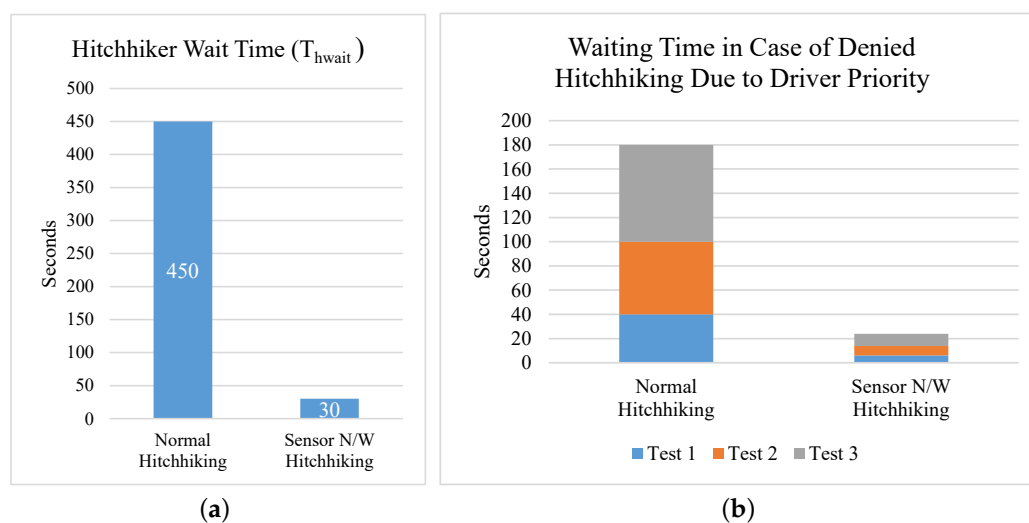 Hitchhiker Wait Time (T_hwait)
500
450
400
350
300
250
200
150
100
50
0
Seconds
450
30
Normal
Hitchhiking
Sensor N/W
Hitchhiking
(a)
Waiting Time in Case of Denied
Hitchhiking Due to Driver Priority
200
180
160
140
120
100
80
60
40
20
0
Seconds
Normal
Hitchhiking
Sensor N/W
Hitchhiking
Test 1 Test 2 Test 3
(b)